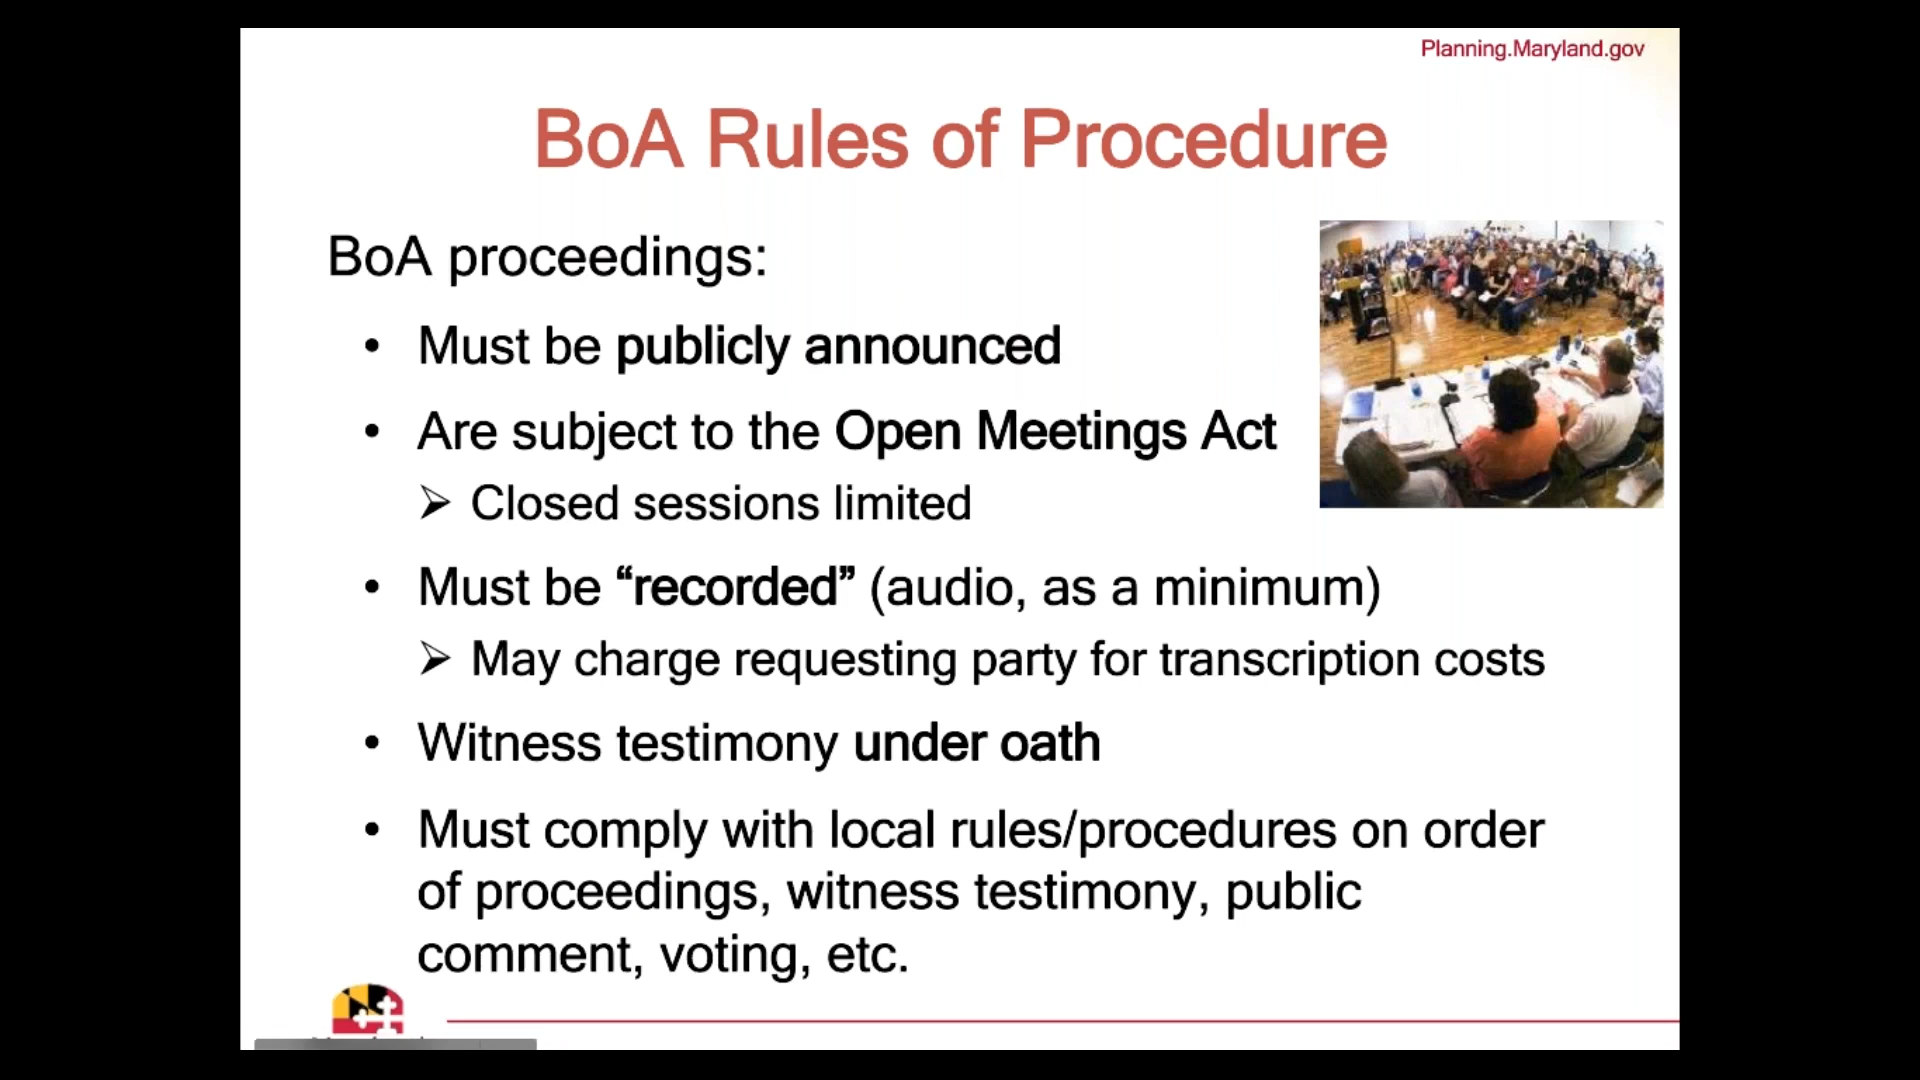 Planning.Maryland.gov
BoA Rules of Procedure
BoA proceedings:
• Must be publicly announced
• Are subject to the Open Meetings Act
➢ Closed sessions limited
• Must be “recorded” (audio, as a minimum)
➢ May charge requesting party for transcription costs
• Witness testimony under oath
• Must comply with local rules/procedures on order
of proceedings, witness testimony, public
comment, voting, etc.